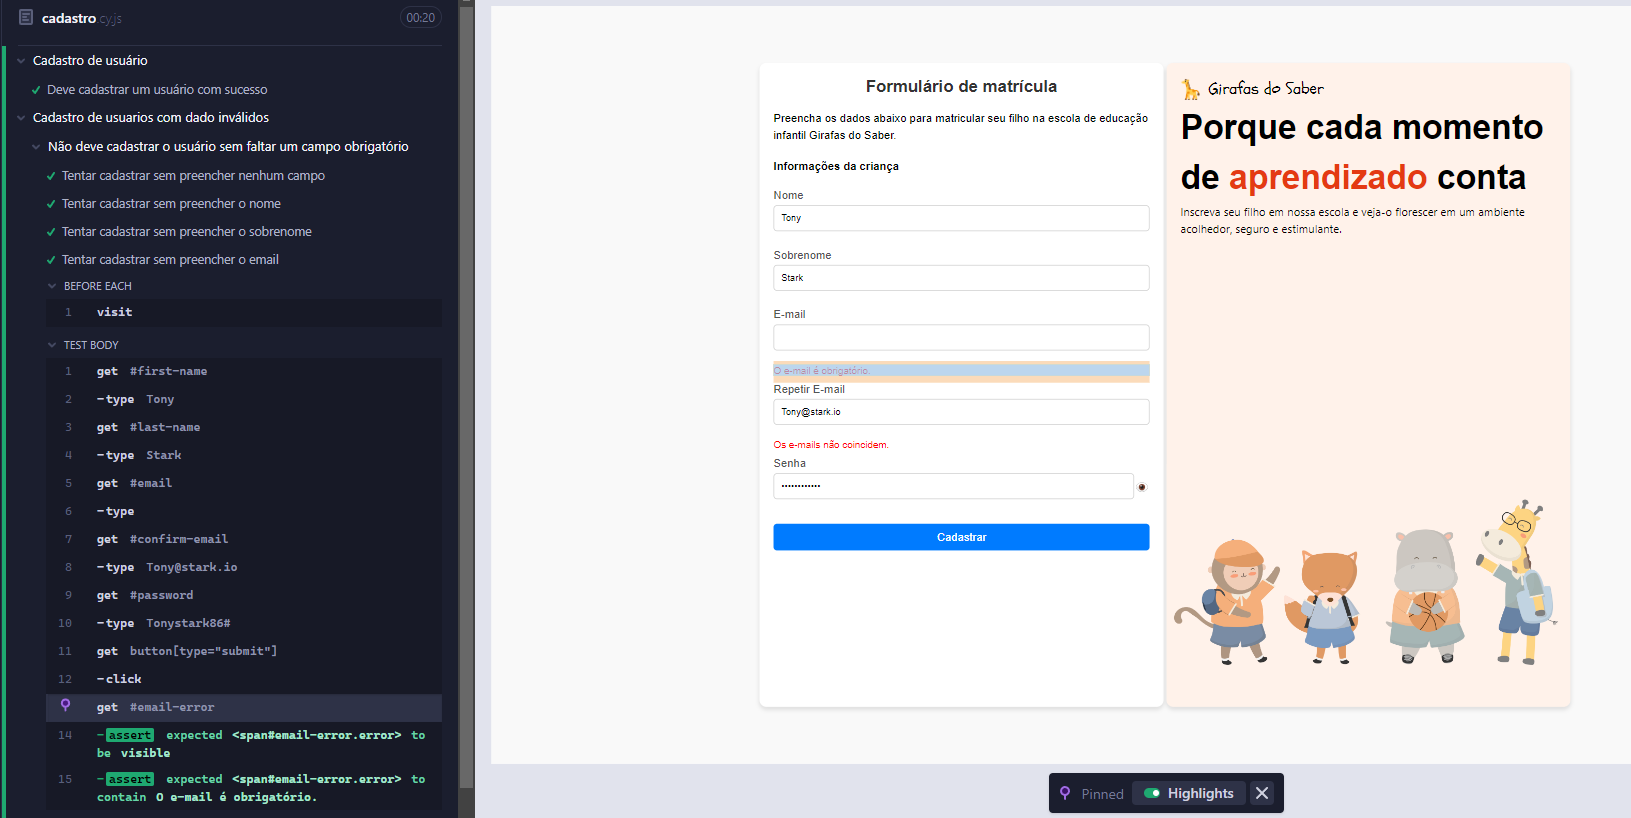 cadastro.cy.js
00:20
Cadastro de usuário
Deve cadastrar um usuário com sucesso
Cadastro de usuarios com dado inválidos
Não deve cadastrar o usuário sem faltar um campo obrigatório
Tentar cadastrar sem preencher nenhum campo
Tentar cadastrar sem preencher o nome
Tentar cadastrar sem preencher o sobrenome
Tentar cadastrar sem preencher o email
BEFORE EACH
1 visit
TEST BODY
1 get #first-name
2 -type Tony
3 get #last-name
4 -type Stark
5 get #email
6 -type
7 get #confirm-email
8 -type Tony@stark.io
9 get #password
10 -type Tonystark86#
11 get button[type="submit"]
12 -click
get #email-error
14 -assert expected <span#email-error.error> to
be visible
15 -assert expected <span#email-error.error> to
contain O e-mail é obrigatório.
Formulário de matrícula
Preencha os dados abaixo para matricular seu filho na escola de educação
infantil Girafas do Saber.
Informações da criança
Nome
Tony
Sobrenome
Stark
E-mail
O e-mail é obrigatório.
Repetir E-mail
Tony@stark.io
Os e-mails não coincidem.
Senha
••••••••••••
Cadastrar
Girafas do Saber
Porque cada momento
de aprendizado conta
Inscreva seu filho em nossa escola e veja-o florescer em um ambiente
acolhedor, seguro e estimulante.
Pinned
Highlights